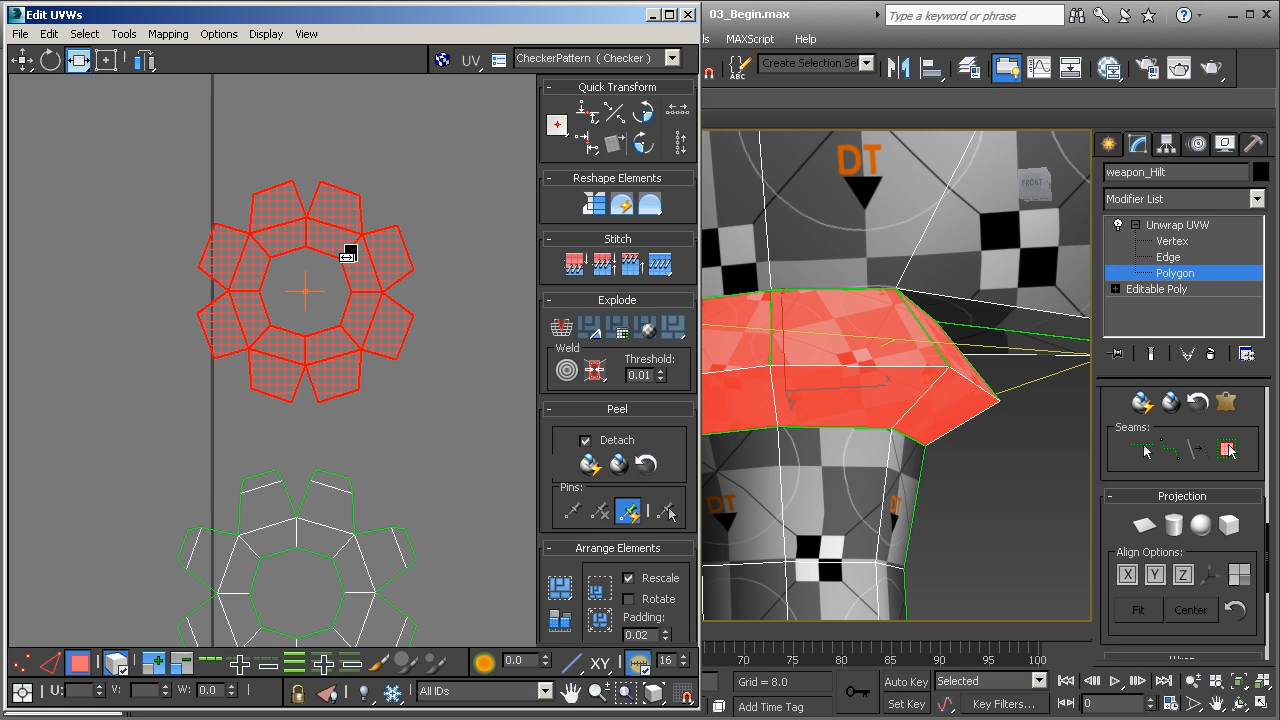 Edit UVWs
03_Begin.max
Type a keyword or phrase
File Edit Select Tools Mapping Options Display View
ls MAXScript Help
UV CheckerPattern ( Checker )
ABC Create Selection Se
Quick Transform
DT
FRONT
weapon_Hilt
Modifier List
Reshape Elements
Unwrap UVW
Vertex
Edge
Polygon
Editable Poly
Stitch
Explode
Weld
Threshold:
0.01
x
Peel
Detach
Seams:
Pins:
DT
DT
Projection
Arrange Elements
Align Options:
X Y Z
Rescale
Rotate
Fit Center
Padding:
0.02
0.0 XY 16
70 75 80 85 90 95 100
U: V: W: 0.0 All IDs
Grid = 8.0
Auto Key Selected
Add Time Tag
Set Key Key Filters... 0